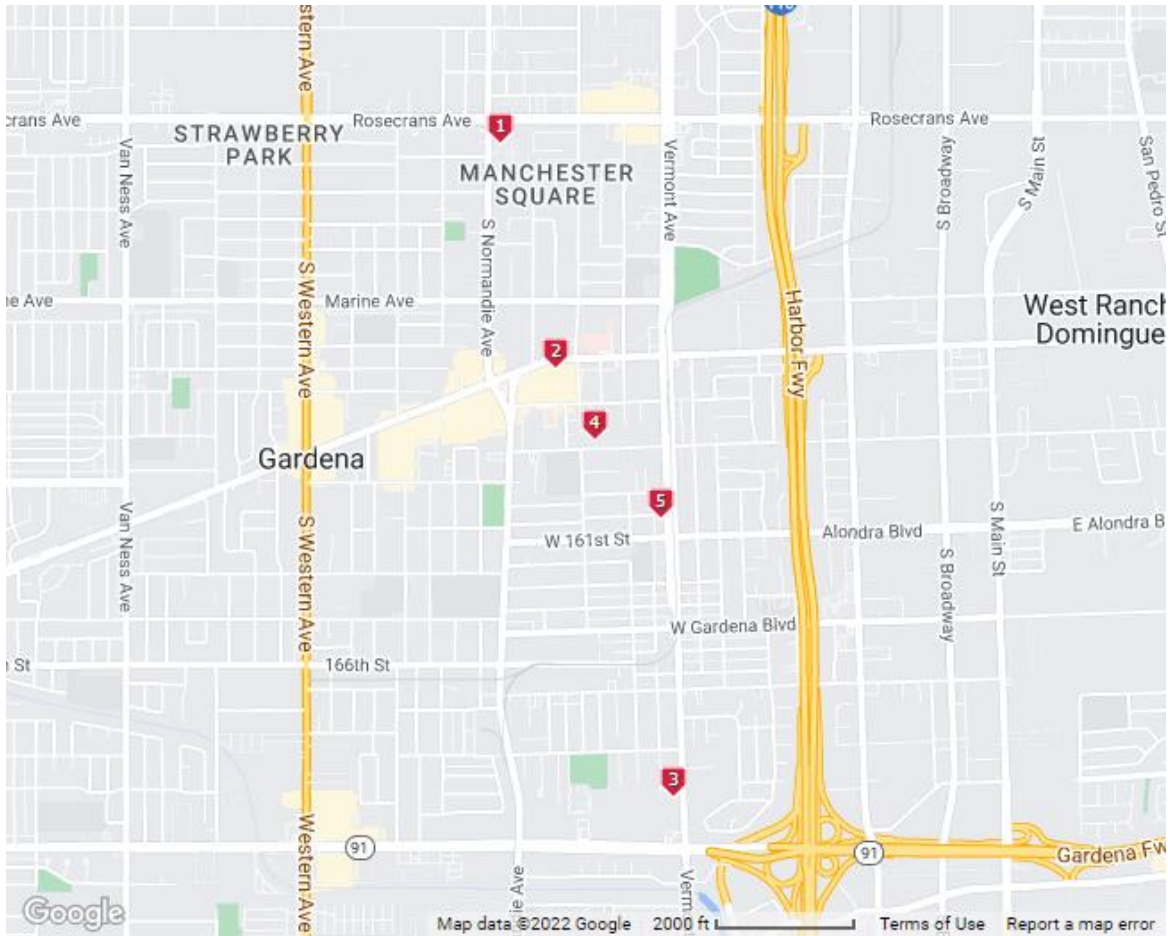 stern Ave
110
crans Ave
STRAWBERRY
PARK
Rosecrans Ave
1
Rosecrans Ave
MANCHESTER
SQUARE
Van Ness Ave
S Normandie Ave
Vermont Ave
S Broadway
S Main St
San Pedro St
S Western Ave
ne Ave
Marine Ave
Harbor Fwy
West Ranch
Domingue
2
4
Gardena
5
Van Ness Ave
S Western Ave
W 161st St
Alondra Blvd
S Main St
E Alondra B
S Broadway
W Gardena Blvd
h St
166th St
3
Western Ave
91
91
Gardena Fw
ie Ave
Verm
Google
Map data ©2022 Google
2000 ft
Terms of Use
Report a map error